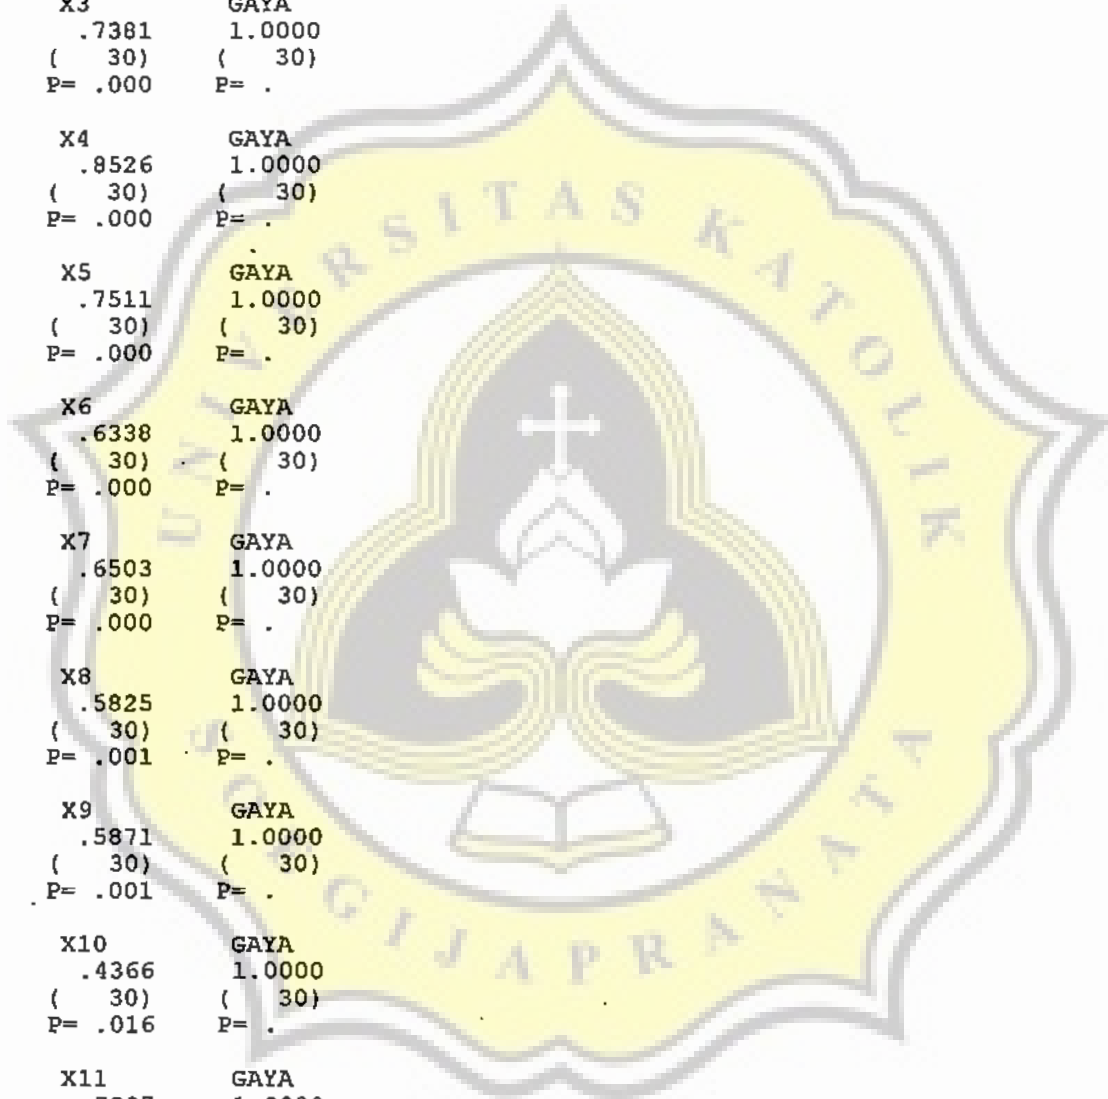 X3 GAYA
.7381 1.0000
( 30) ( 30)
P= .000 P= .
X4 GAYA
.8526 1.0000
( 30) ( 30)
P= .000 P= .
X5 GAYA
.7511 1.0000
( 30) ( 30)
P= .000 P= .
X6 GAYA
.6338 1.0000
( 30) ( 30)
P= .000 P= .
X7 GAYA
.6503 1.0000
( 30) ( 30)
P= .000 P= .
X8 GAYA
.5825 1.0000
( 30) ( 30)
P= .001 P= .
X9 GAYA
.5871 1.0000
( 30) ( 30)
P= .001 P= .
X10 GAYA
.4366 1.0000
( 30) ( 30)
P= .016 P= .
X11 GAYA
UNIVERSITAS KATOLIK
SOEGIJAPRANATA